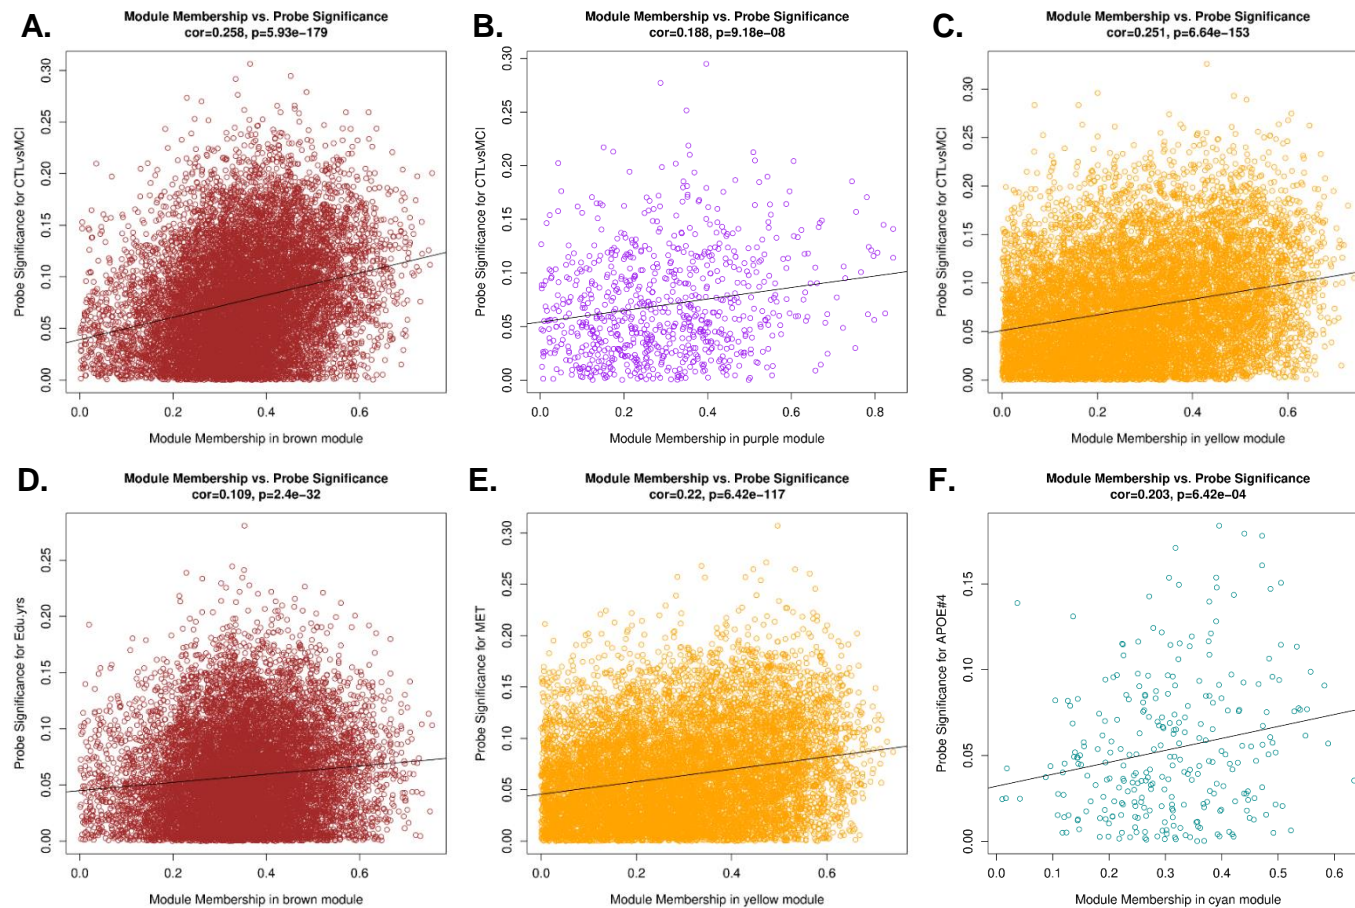 A.
Module Membership vs. Probe Significance
cor=0.258, p=5.93e−179
Probe Significance for CTLvsMCI
0.00 0.05 0.10 0.15 0.20 0.25 0.30
0.0 0.2 0.4 0.6
Module Membership in brown module
B.
Module Membership vs. Probe Significance
cor=0.188, p=9.18e−08
Probe Significance for CTLvsMCI
0.00 0.05 0.10 0.15 0.20 0.25 0.30
0.0 0.2 0.4 0.6 0.8
Module Membership in purple module
C.
Module Membership vs. Probe Significance
cor=0.251, p=6.64e−153
Probe Significance for CTLvsMCI
0.00 0.05 0.10 0.15 0.20 0.25 0.30
0.0 0.2 0.4 0.6
Module Membership in yellow module
D.
Module Membership vs. Probe Significance
cor=0.109, p=2.4e−32
Probe Significance for Edu.yrs
0.00 0.05 0.10 0.15 0.20 0.25
0.0 0.2 0.4 0.6
Module Membership in brown module
E.
Module Membership vs. Probe Significance
cor=0.22, p=6.42e−117
Probe Significance for MET
0.00 0.05 0.10 0.15 0.20 0.25 0.30
0.0 0.2 0.4 0.6
Module Membership in yellow module
F.
Module Membership vs. Probe Significance
cor=0.203, p=6.42e−04
Probe Significance for APOE#4
0.00 0.05 0.10 0.15
0.0 0.1 0.2 0.3 0.4 0.5 0.6
Module Membership in cyan module